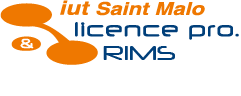 iut Saint Malo
licence pro.
& RIMS